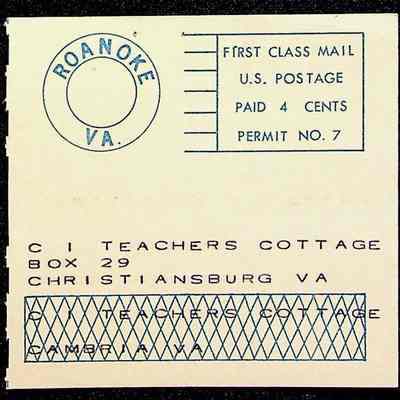 ROANOKE
VA.
FIRST CLASS MAIL
U.S. POSTAGE
PAID 4 CENTS
PERMIT NO. 7
C I TEACHERS COTTAGE
BOX 29
CHRISTIANSBURG VA
C I TEACHERS COTTAGE
CAMBRIA VA